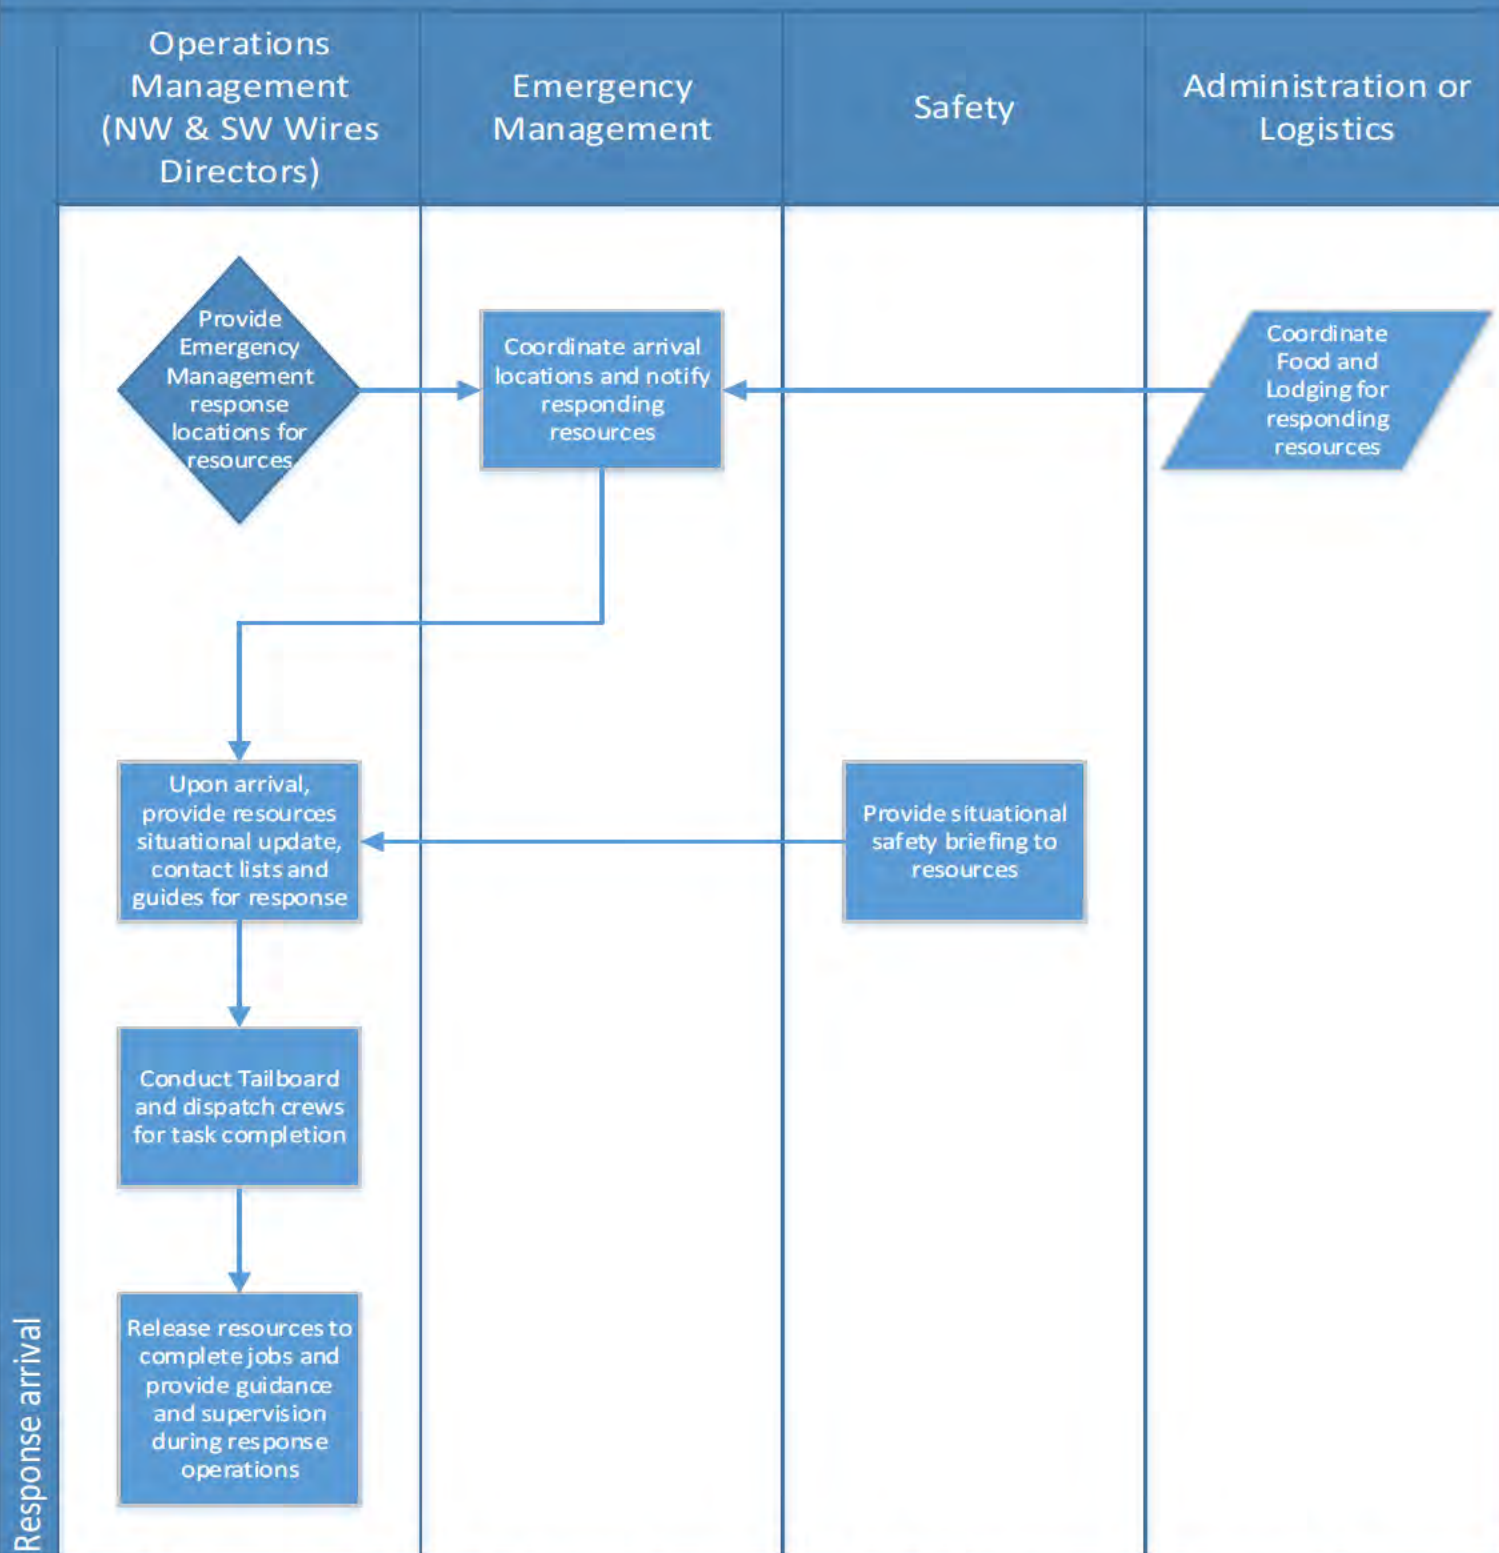 Operations
Management
(NW & SW Wires
Directors)
Emergency
Management
Safety
Administration or
Logistics
Provide
Emergency
Management
response
locations for
resources
Coordinate arrival
locations and notify
responding
resources
Coordinate
Food and
Lodging for
responding
resources
Upon arrival,
provide resources
situational update,
contact lists and
guides for response
Provide situational
safety briefing to
resources
Conduct Tailboard
and dispatch crews
for task completion
Release resources to
complete jobs and
provide guidance
and supervision
during response
operations
Response arrival